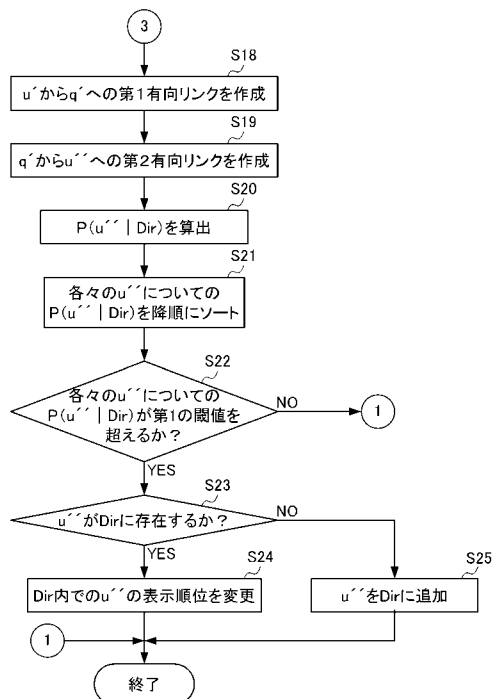 3
S18
u´からq´への第1有向リンクを作成
S19
q´からu´´への第2有向リンクを作成
S20
P(u´´｜Dir)を算出
S21
各々のu´´についての
P(u´´｜Dir)を降順にソート
S22
各々のu´´についての
P(u´´｜Dir)が第1の閾値を
超えるか？
NO
1
YES
S23
u´´がDirに存在するか？
NO
YES
S24
Dir内でのu´´の表示順位を変更
S25
u´´をDirに追加
1
終了